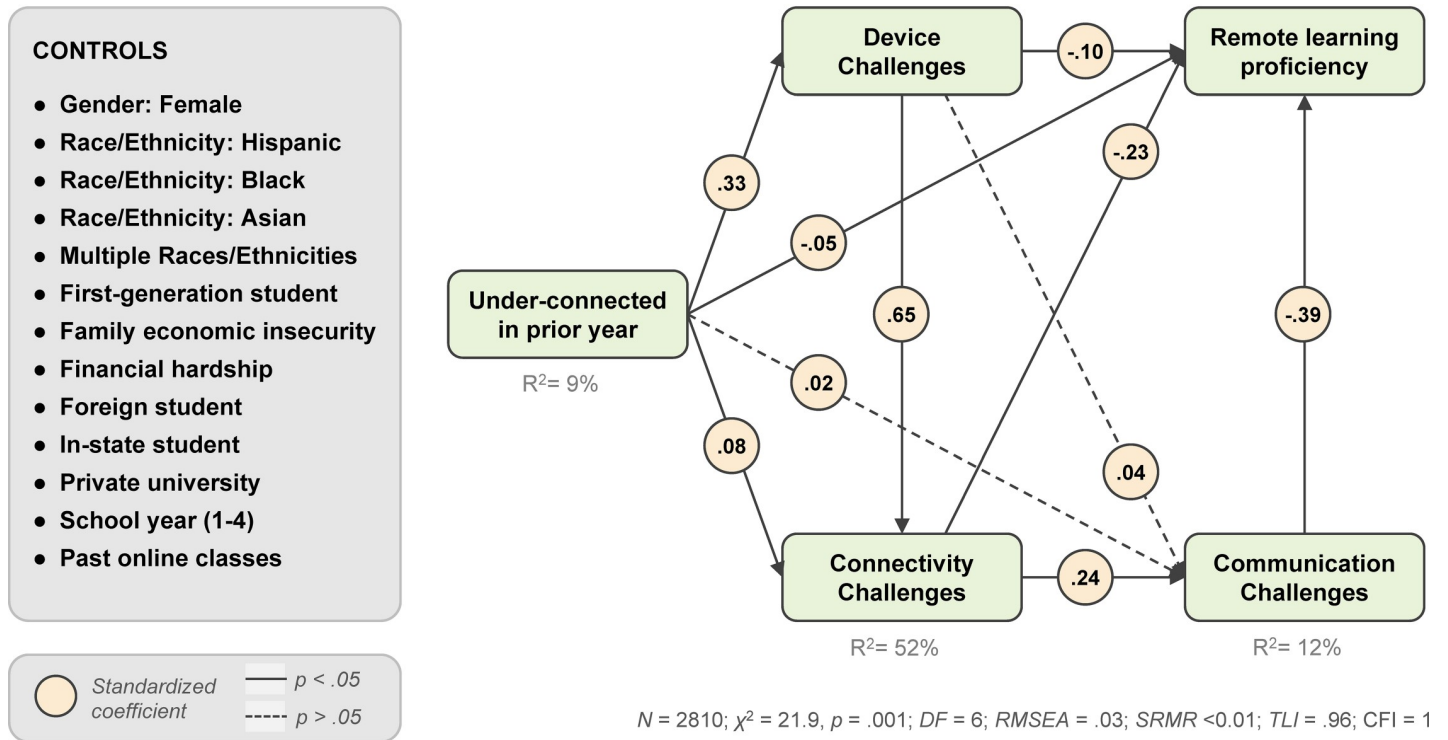 CONTROLS
● Gender: Female
● Race/Ethnicity: Hispanic
● Race/Ethnicity: Black
● Race/Ethnicity: Asian
● Multiple Races/Ethnicities
● First-generation student
● Family economic insecurity
● Financial hardship
● Foreign student
● In-state student
● Private university
● School year (1-4)
● Past online classes
Standardized
coefficient
p < .05
p > .05
Under-connected
in prior year
R²= 9%
Device
Challenges
Remote learning
proficiency
-.10
.33
-.05
-.23
.65
-.39
.02
.08
.04
Connectivity
Challenges
R²= 52%
.24
Communication
Challenges
R²= 12%
N = 2810; χ² = 21.9, p = .001; DF = 6; RMSEA = .03; SRMR <0.01; TLI = .96; CFI = 1